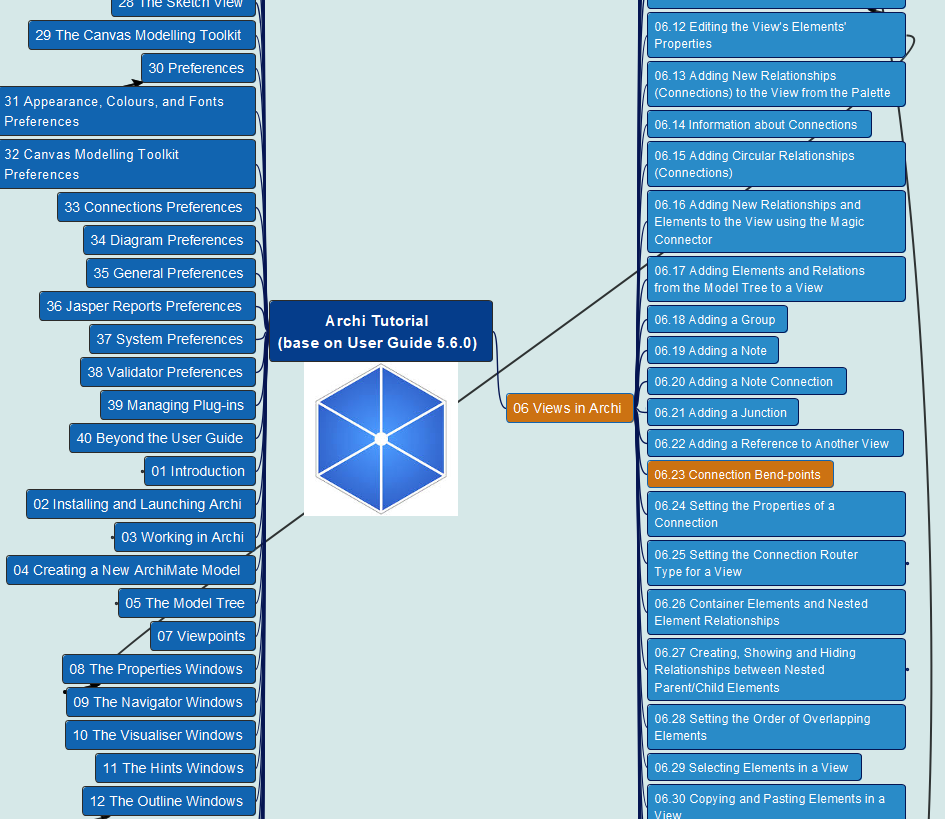 28 The Sketch View
29 The Canvas Modelling Toolkit
30 Preferences
31 Appearance, Colours, and Fonts
Preferences
32 Canvas Modelling Toolkit
Preferences
33 Connections Preferences
34 Diagram Preferences
35 General Preferences
36 Jasper Reports Preferences
37 System Preferences
38 Validator Preferences
39 Managing Plug-ins
40 Beyond the User Guide
01 Introduction
02 Installing and Launching Archi
03 Working in Archi
04 Creating a New ArchiMate Model
05 The Model Tree
07 Viewpoints
08 The Properties Windows
09 The Navigator Windows
10 The Visualiser Windows
11 The Hints Windows
12 The Outline Windows
Archi Tutorial
(base on User Guide 5.6.0)
06 Views in Archi
06.12 Editing the View's Elements'
Properties
06.13 Adding New Relationships
(Connections) to the View from the Palette
06.14 Information about Connections
06.15 Adding Circular Relationships
(Connections)
06.16 Adding New Relationships and
Elements to the View using the Magic
Connector
06.17 Adding Elements and Relations
from the Model Tree to a View
06.18 Adding a Group
06.19 Adding a Note
06.20 Adding a Note Connection
06.21 Adding a Junction
06.22 Adding a Reference to Another View
06.23 Connection Bend-points
06.24 Setting the Properties of a
Connection
06.25 Setting the Connection Router
Type for a View
06.26 Container Elements and Nested
Element Relationships
06.27 Creating, Showing and Hiding
Relationships between Nested
Parent/Child Elements
06.28 Setting the Order of Overlapping
Elements
06.29 Selecting Elements in a View
06.30 Copying and Pasting Elements in a
View